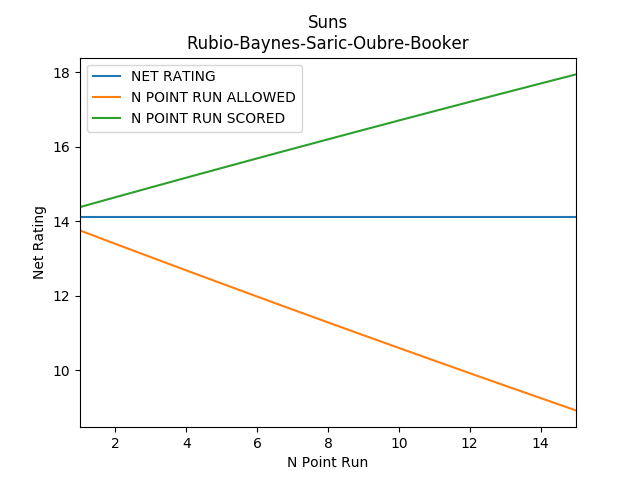 Suns
Rubio-Baynes-Saric-Oubre-Booker
NET RATING
N POINT RUN ALLOWED
N POINT RUN SCORED
18
16
14
12
10
Net Rating
2 4 6 8 10 12 14
N Point Run